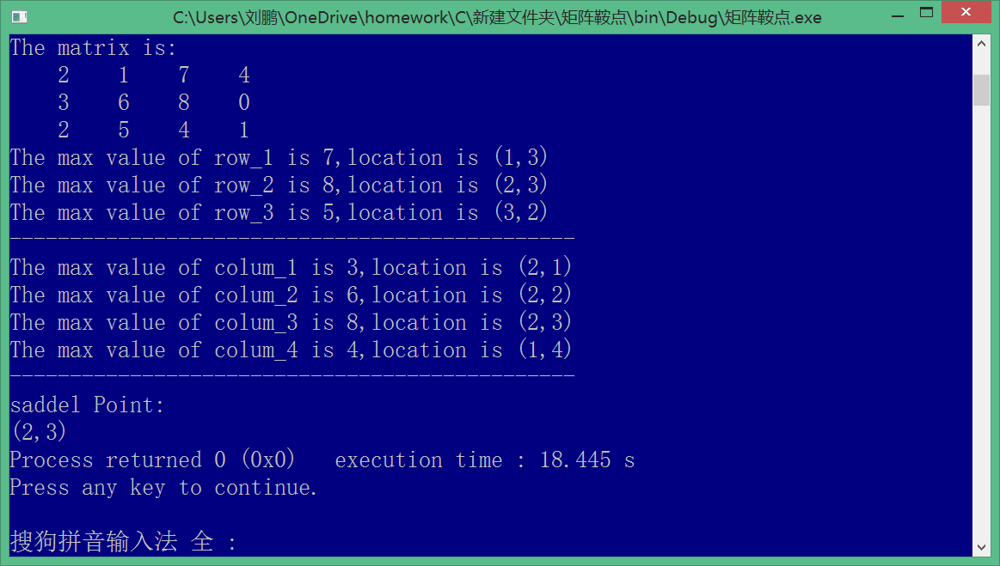 C:\Users\刘鹏\OneDrive\homework\C\新建文件夹\矩阵鞍点\bin\Debug\矩阵鞍点.exe
The matrix is:
    2    1    7    4
    3    6    8    0
    2    5    4    1
The max value of row_1 is 7,location is (1,3)
The max value of row_2 is 8,location is (2,3)
The max value of row_3 is 5,location is (3,2)
-----------------------------------------------
The max value of colum_1 is 3,location is (2,1)
The max value of colum_2 is 6,location is (2,2)
The max value of colum_3 is 8,location is (2,3)
The max value of colum_4 is 4,location is (1,4)
-----------------------------------------------
saddel Point:
(2,3)
Process returned 0 (0x0)   execution time : 18.445 s
Press any key to continue.
搜狗拼音输入法 全 :